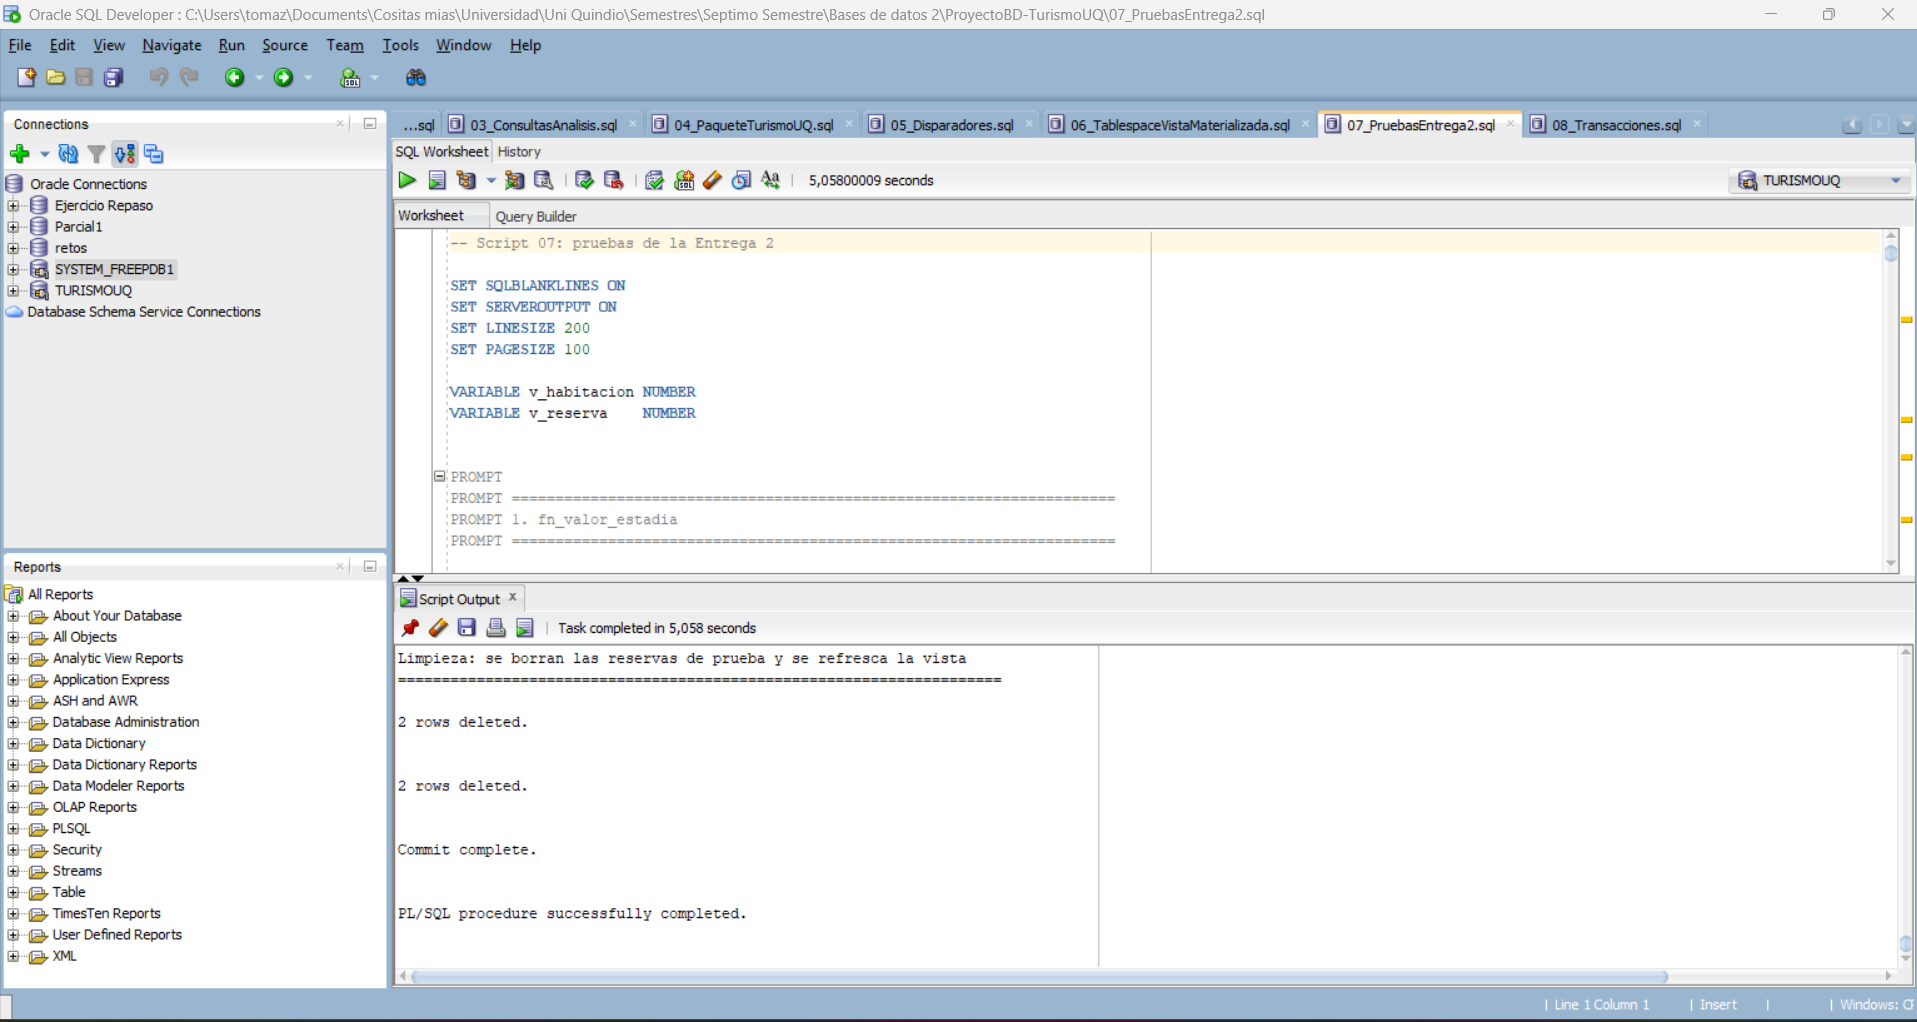 Oracle SQL Developer : C:\Users\tomaz\Documents\Cositas mias\Universidad\Uni Quindio\Semestres\Septimo Semestre\Bases de datos 2\ProyectoBD-TurismoUQ\07_PruebasEntrega2.sql
File Edit View Navigate Run Source Team Tools Window Help
Connections
Oracle Connections
Ejercicio Repaso
Parcial1
retos
SYSTEM_FREEPDB1
TURISMOUQ
Database Schema Service Connections
Reports
All Reports
About Your Database
All Objects
Analytic View Reports
Application Express
ASH and AWR
Database Administration
Data Dictionary
Data Dictionary Reports
Data Modeler Reports
OLAP Reports
PLSQL
Security
Streams
Table
TimesTen Reports
User Defined Reports
XML
...sql 03_ConsultasAnalisis.sql 04_PaqueteTurismoUQ.sql 05_Disparadores.sql 06_TablespaceVistaMaterializada.sql 07_PruebasEntrega2.sql 08_Transacciones.sql
SQL Worksheet History
5,05800009 seconds
TURISMOUQ
Worksheet Query Builder
-- Script 07: pruebas de la Entrega 2
SET SQLBLANKLINES ON
SET SERVEROUTPUT ON
SET LINESIZE 200
SET PAGESIZE 100
VARIABLE v_habitacion NUMBER
VARIABLE v_reserva    NUMBER
PROMPT
PROMPT =====================================================================
PROMPT 1. fn_valor_estadia
PROMPT =====================================================================
Script Output
Task completed in 5,058 seconds
Limpieza: se borran las reservas de prueba y se refresca la vista
=====================================================================
2 rows deleted.
2 rows deleted.
Commit complete.
PL/SQL procedure successfully completed.
Line 1 Column 1 | Insert | | Windows: C